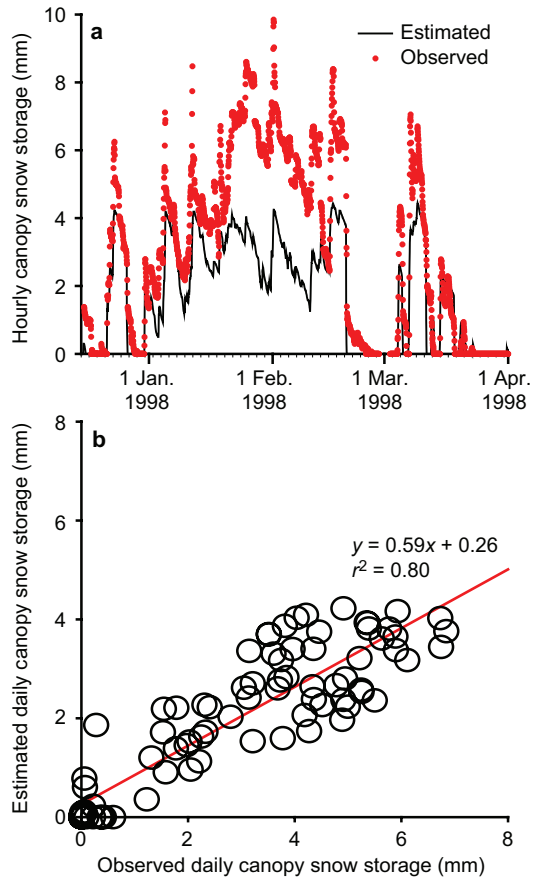 a
Estimated
Observed
Hourly canopy snow storage (mm)
10
8
6
4
2
0
1 Jan.
1998
1 Feb.
1998
1 Mar.
1998
1 Apr.
1998
b
Estimated daily canopy snow storage (mm)
8
6
4
2
0
y = 0.59x + 0.26
r² = 0.80
0 2 4 6 8
Observed daily canopy snow storage (mm)